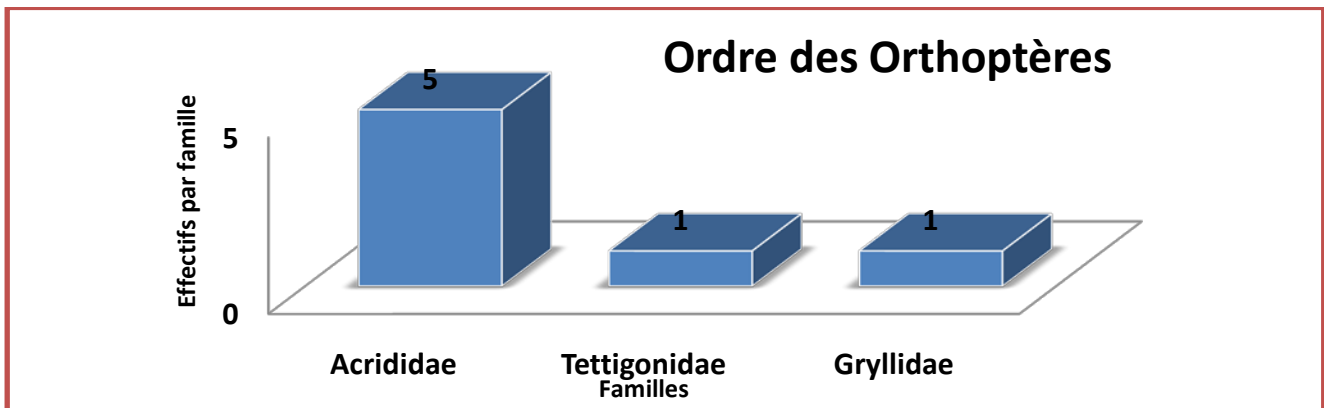 Ordre des Orthoptères
Effectifs par famille
5
0
5
1
1
Acrididae
Tettigonidae
Gryllidae
Familles